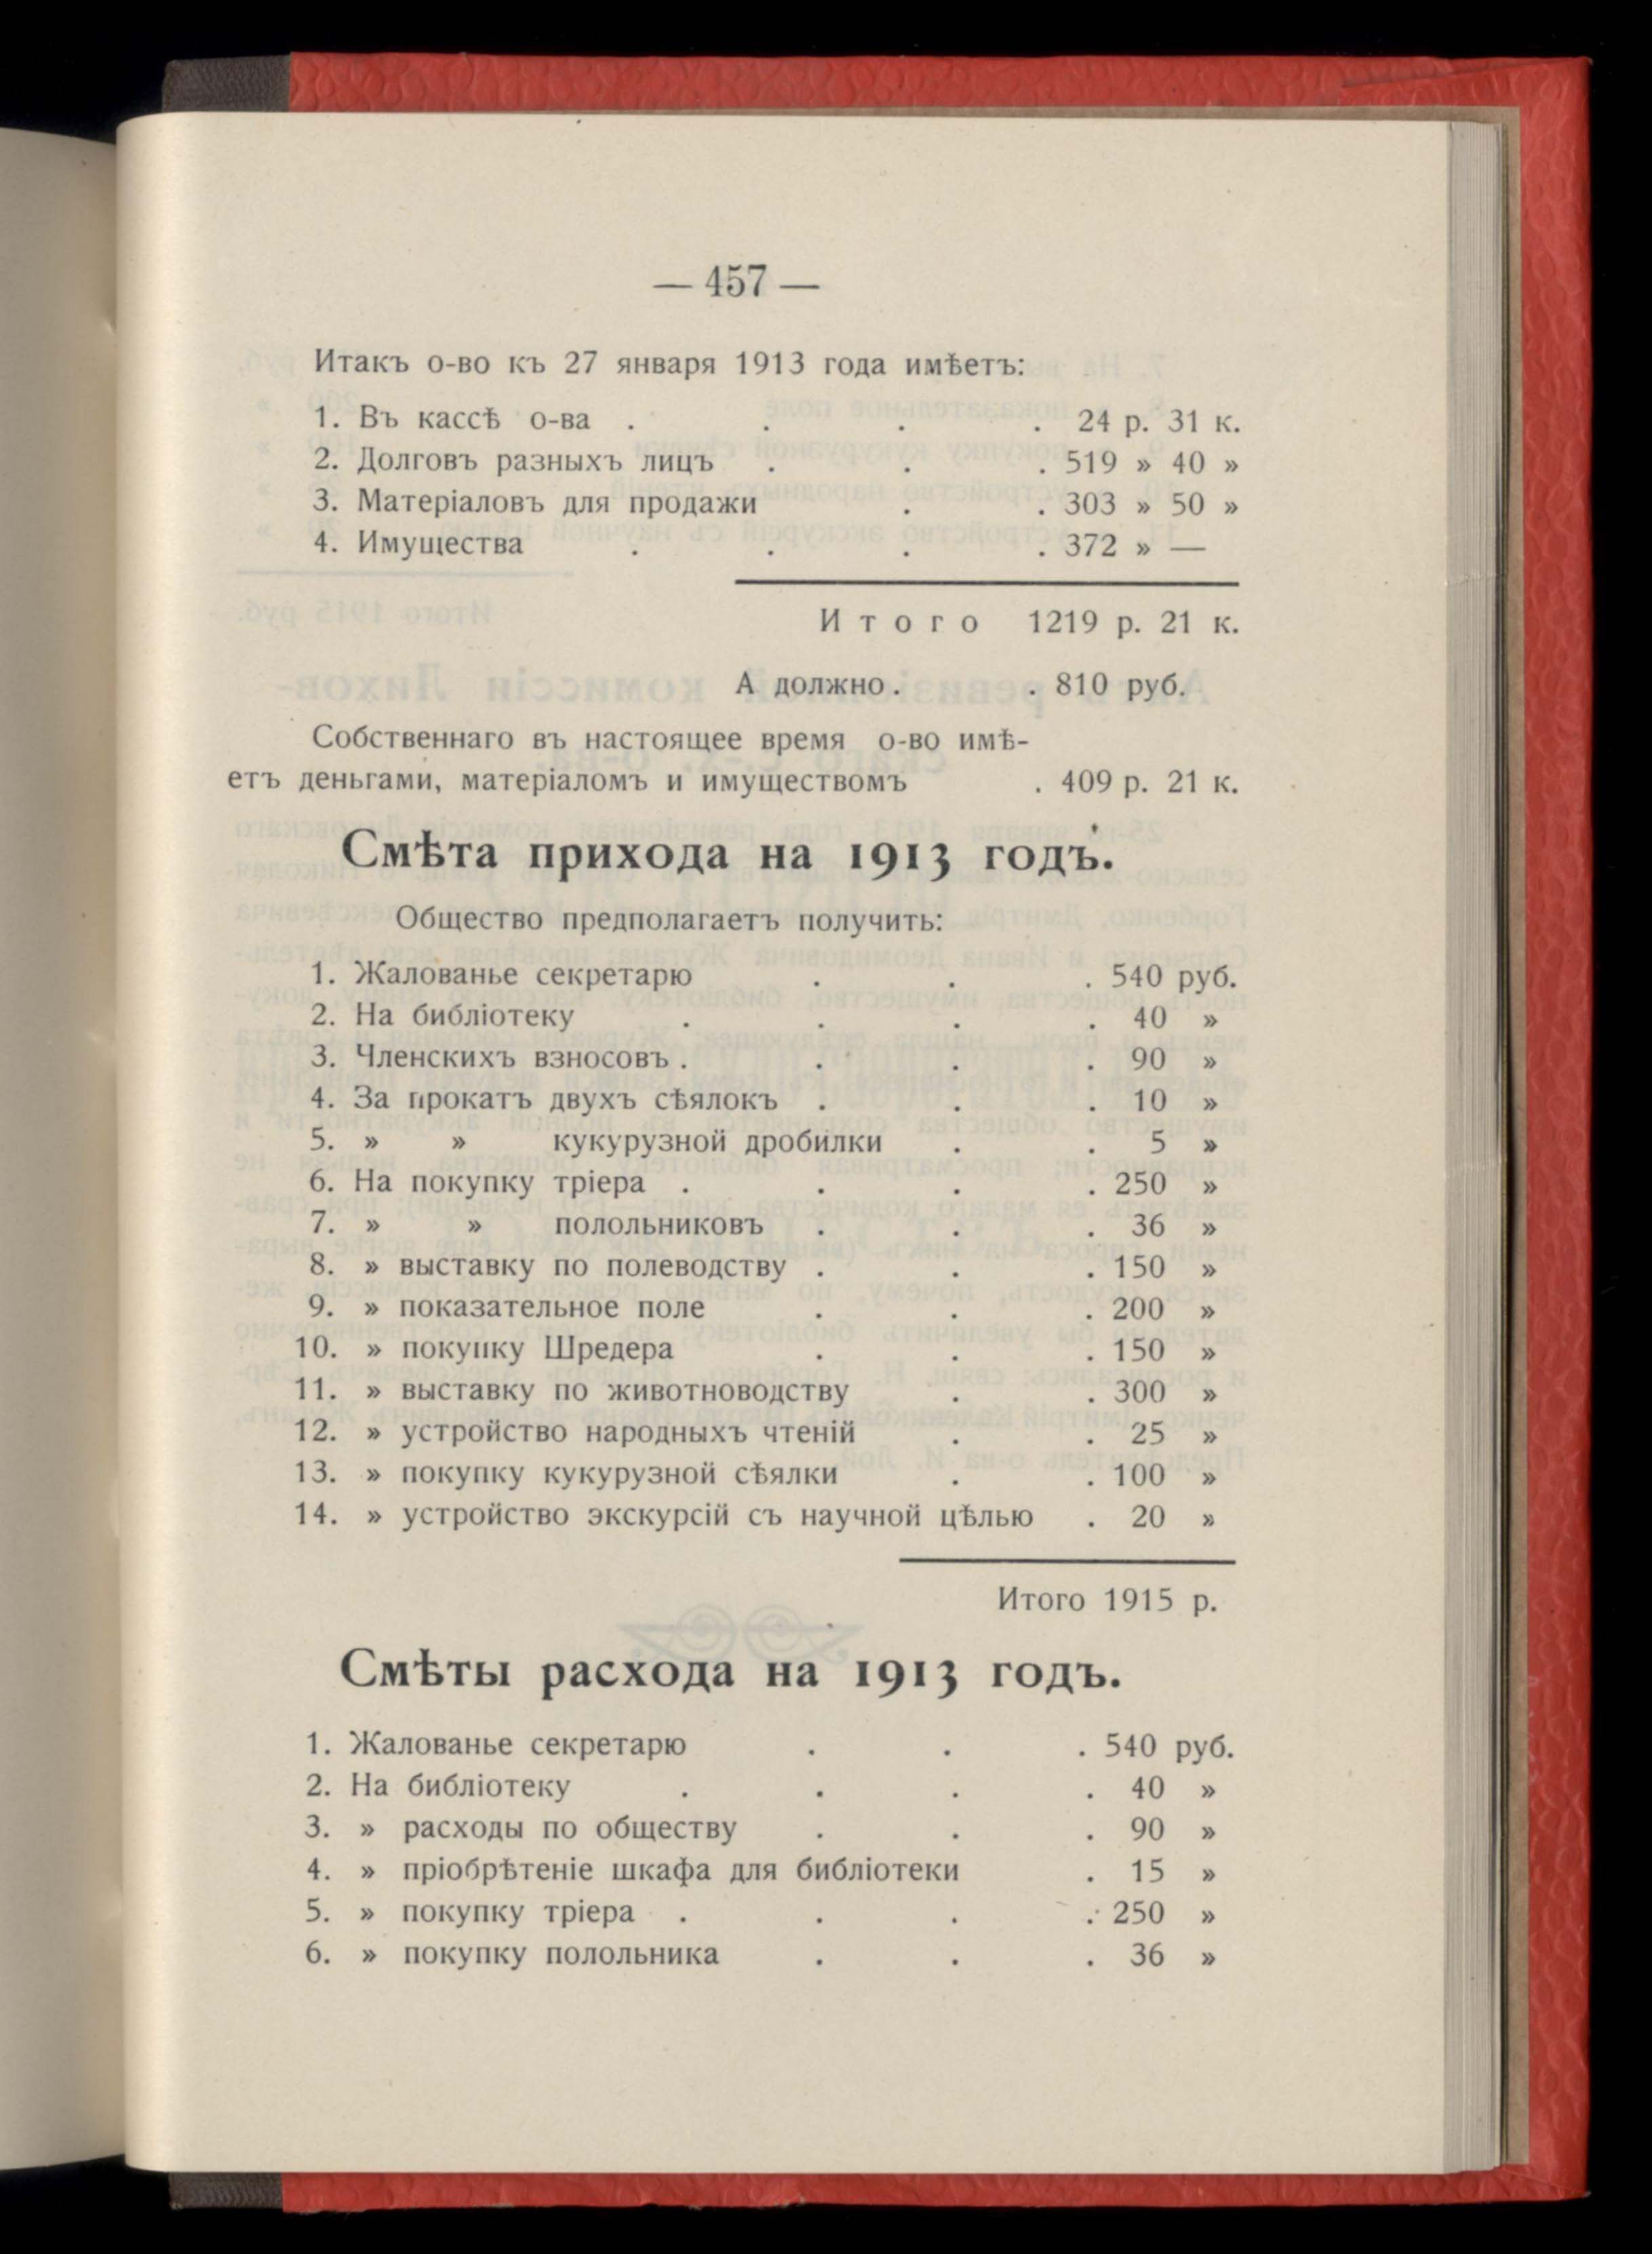 — 457 —
Итакъ о-во къ 27 января 1913 года имѣетъ:
1. Въ кассѣ о-ва . . . . 24 р. 31 к.
2. Долговъ разныхъ лицъ . . . 519 » 40 »
3. Матеріаловъ для продажи . . 303 » 50 »
4. Имущества . . . . 372 » —
Итого 1219 р. 21 к.
А должно . . 810 руб.
Собственнаго въ настоящее время о-во имѣ-
етъ деньгами, матеріаломъ и имуществомъ . 409 р. 21 к.
Смѣта прихода на 1913 годъ.
Общество предполагаетъ получить:
1. Жалованье секретарю . . . 540 руб.
2. На библіотеку . . . . 40 »
3. Членскихъ взносовъ . . . . 90 »
4. За прокатъ двухъ сѣялокъ . . . 10 »
5. » » кукурузной дробилки . . 5 »
6. На покупку тріера . . . . 250 »
7. » » полольниковъ . . . 36 »
8. » выставку по полеводству . . . 150 »
9. » показательное поле . . . 200 »
10. » покупку Шредера . . . 150 »
11. » выставку по животноводству . . 300 »
12. » устройство народныхъ чтеній . . 25 »
13. » покупку кукурузной сѣялки . . 100 »
14. » устройство экскурсій съ научной цѣлью . 20 »
Итого 1915 р.
Смѣты расхода на 1913 годъ.
1. Жалованье секретарю . . . 540 руб.
2. На библіотеку . . . . 40 »
3. » расходы по обществу . . . 90 »
4. » пріобрѣтеніе шкафа для библіотеки . 15 »
5. » покупку тріера . . . . 250 »
6. » покупку полольника . . . 36 »